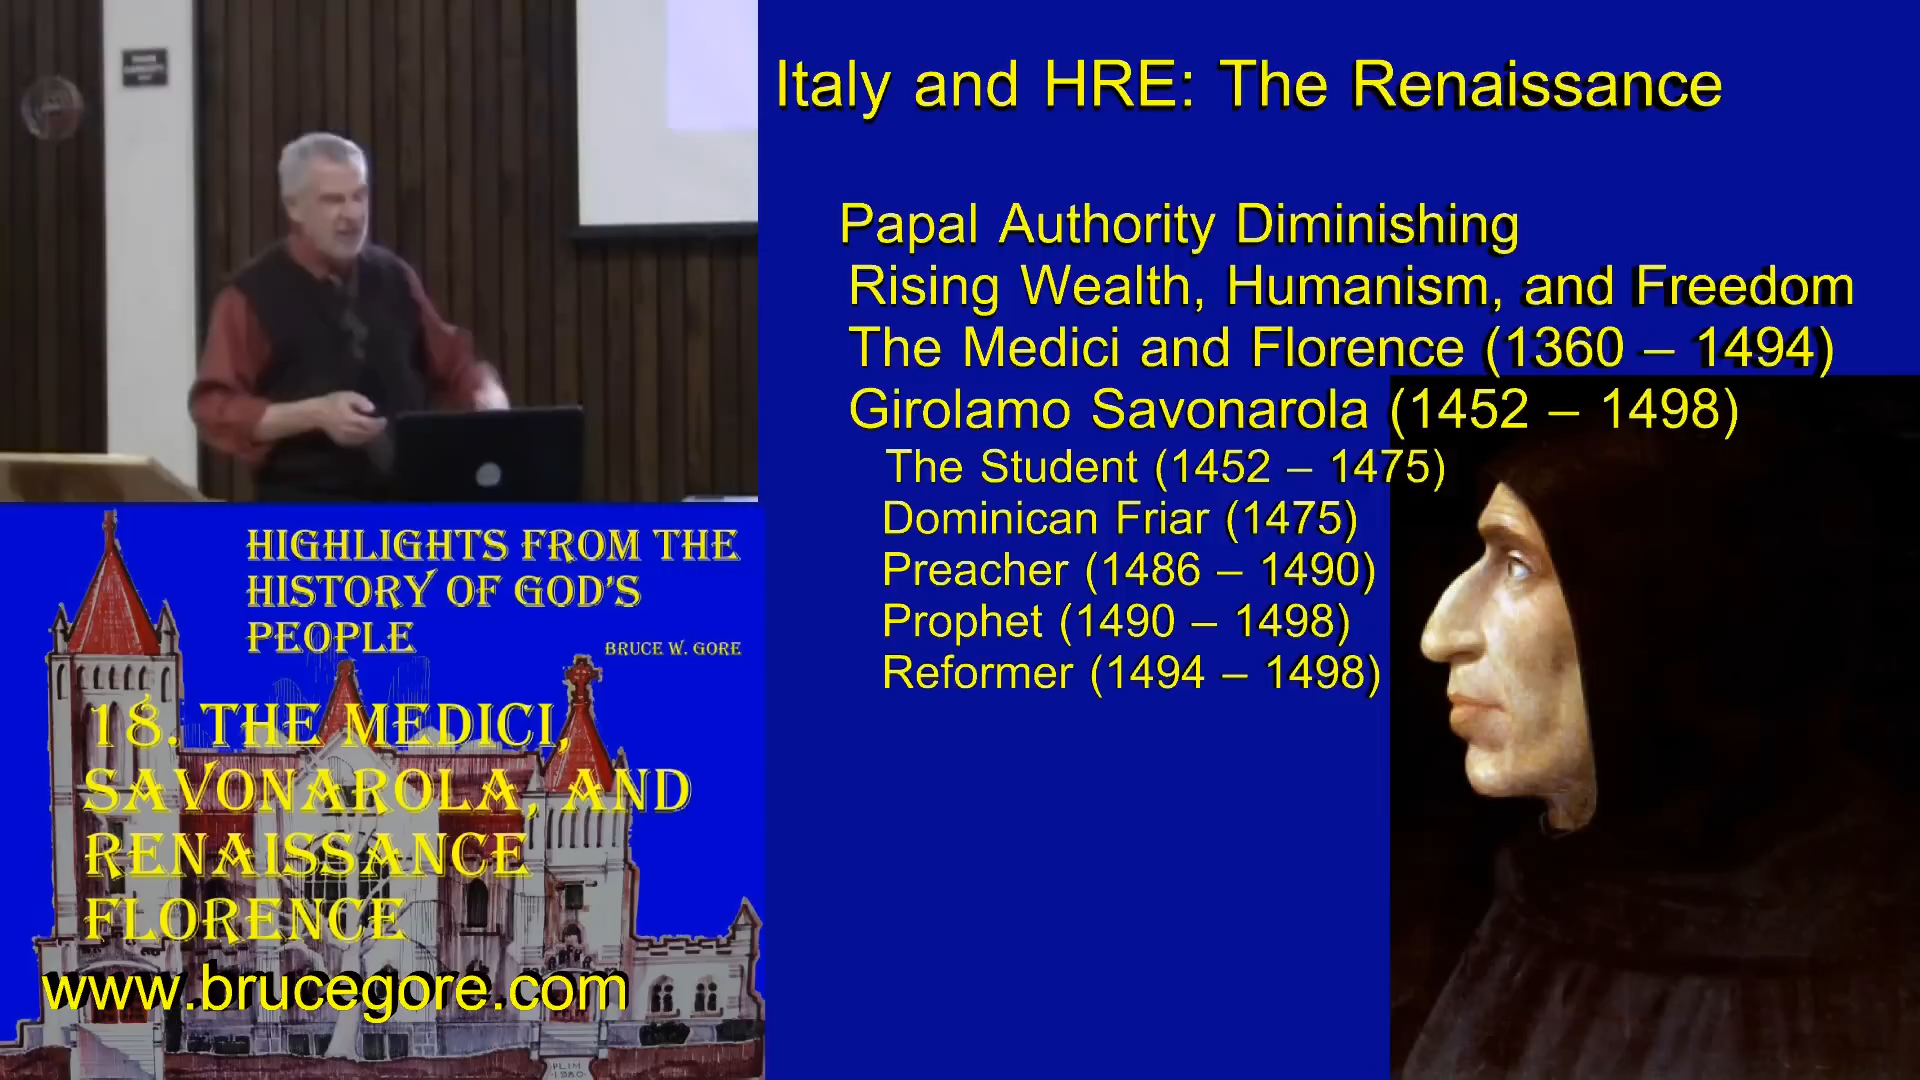 Italy and HRE: The Renaissance
Papal Authority Diminishing
Rising Wealth, Humanism, and Freedom
The Medici and Florence (1360 – 1494)
Girolamo Savonarola (1452 – 1498)
The Student (1452 – 1475)
Dominican Friar (1475)
Preacher (1486 – 1490)
Prophet (1490 – 1498)
Reformer (1494 – 1498)
HIGHLIGHTS FROM THE
HISTORY OF GOD'S
PEOPLE
BRUCE W. GORE
18. THE MEDICI,
SAVONAROLA, AND
RENAISSANCE
FLORENCE
www.brucegore.com
PLIM
1980